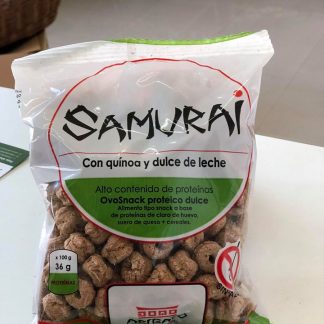 SAMURAI
Con quínoa y dulce de leche
Alto contenido de proteínas
OvoSnack proteico dulce
Alimento tipo snack a base
de proteínas de clara de huevo,
suero de queso + cereales.
x 100 g
36 g
PROTEÍNAS